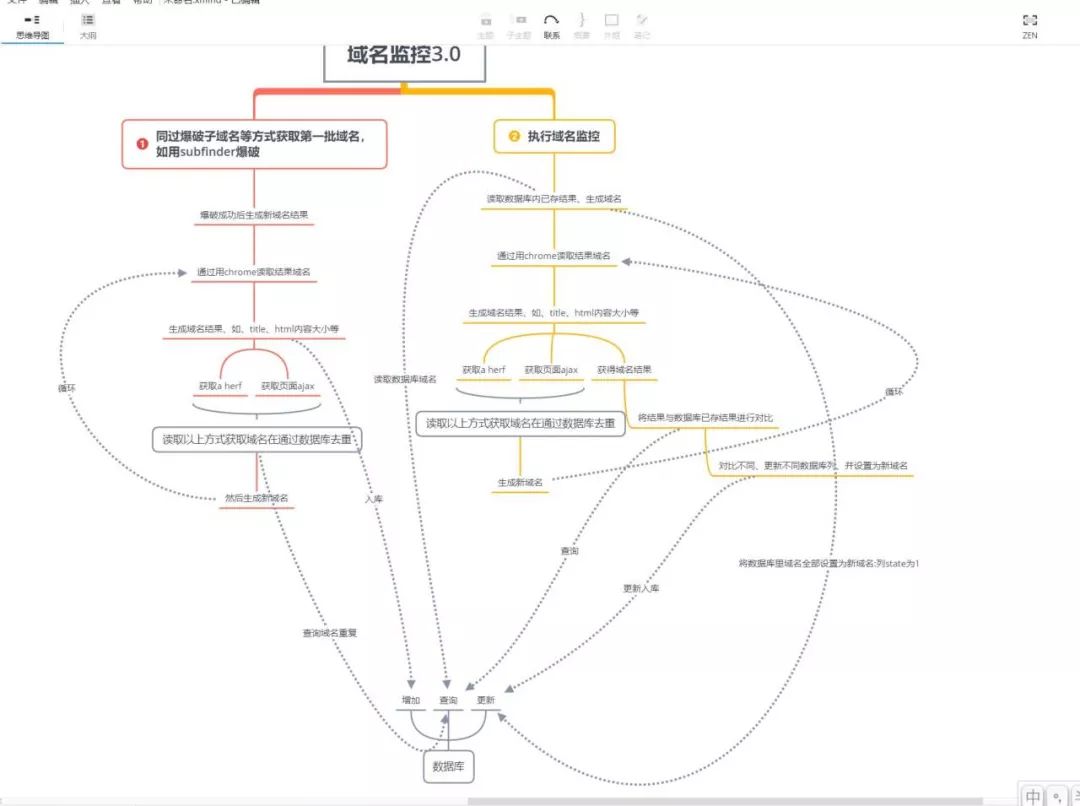 文件 编辑 插入 查看 帮助 未命名.xmind - 已编辑
思维导图
大纲
主题
子主题
联系
概要
外框
笔记
ZEN
域名监控3.0
1
同过爆破子域名等方式获取第一批域名，
如用subfinder爆破
2
执行域名监控
读取数据库内已存结果、生成域名
爆破成功后生成新域名结果
通过用chrome读取结果域名
通过用chrome读取结果域名
生成域名结果、如、title、html内容大小等
生成域名结果、如、title、html内容大小等
获取a herf
获取页面ajax
获取a herf
获取页面ajax
获得域名结果
读取数据库域名
循环
循环
将结果与数据库已存结果进行对比
读取以上方式获取域名在通过数据库去重
读取以上方式获取域名在通过数据库去重
对比不同、更新不同数据库列、并设置为新域名
生成新域名
然后生成新域名
入库
查询
将数据库里域名全部设置为新域名:列state为1
更新入库
查询域名重复
增加
查询
更新
数据库
中